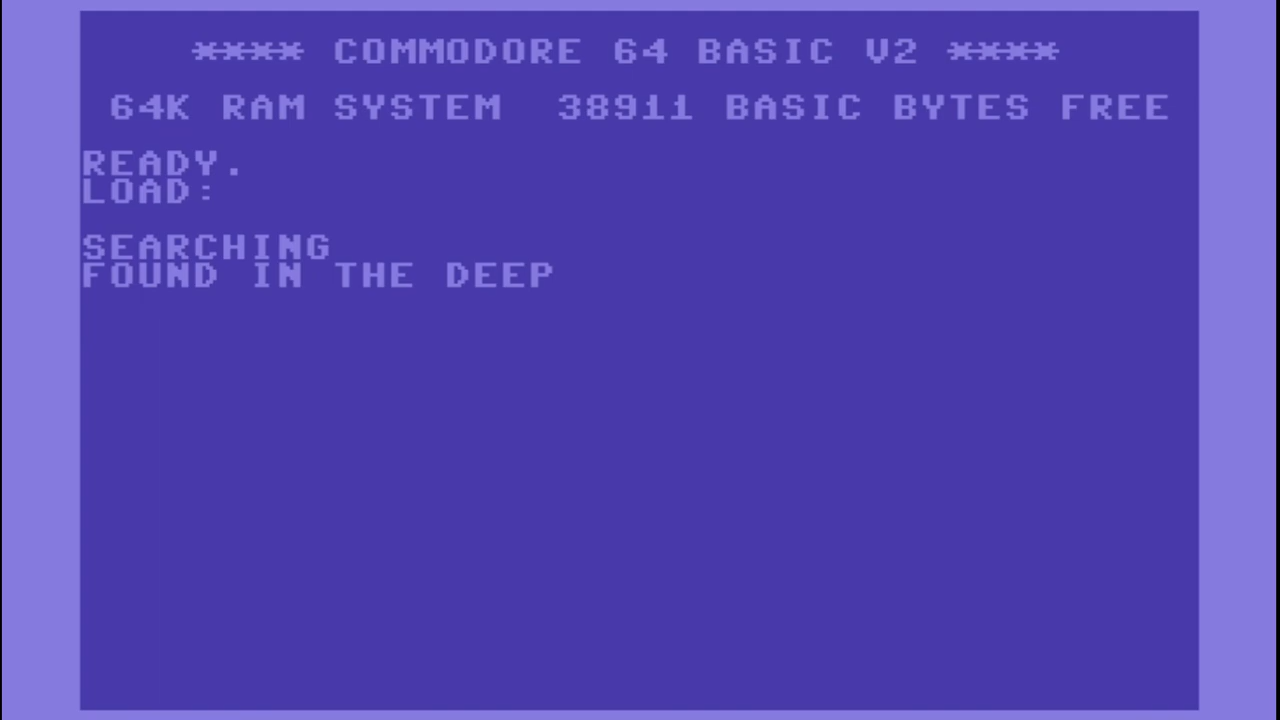 **** COMMODORE 64 BASIC V2 ****
64K RAM SYSTEM  38911 BASIC BYTES FREE
READY.
LOAD:
SEARCHING
FOUND IN THE DEEP